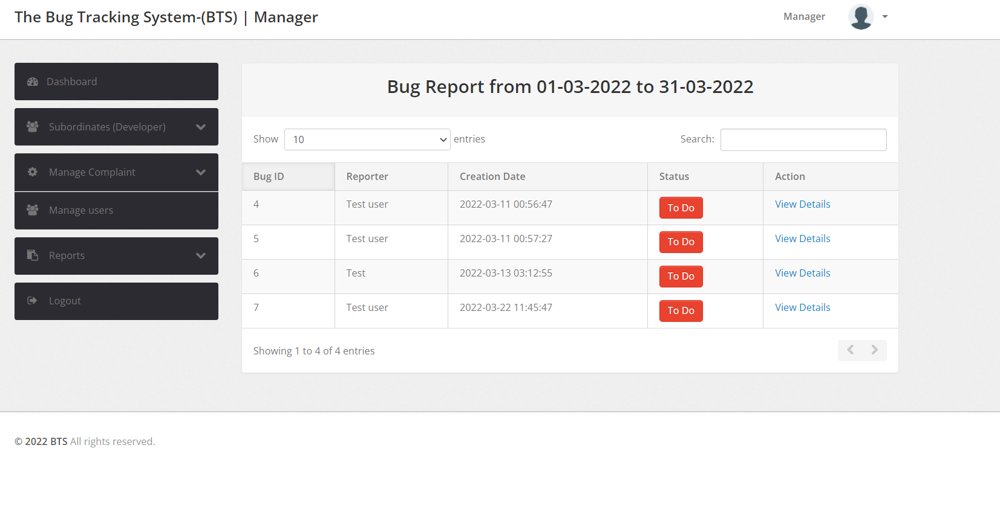 The Bug Tracking System-(BTS) | Manager
Manager
Dashboard
Subordinates (Developer)
Manage Complaint
Manage users
Reports
Logout
Bug Report from 01-03-2022 to 31-03-2022
Show 10 entries
Search:
Bug ID Reporter Creation Date Status Action
4 Test user 2022-03-11 00:56:47 To Do View Details
5 Test user 2022-03-11 00:57:27 To Do View Details
6 Test 2022-03-13 03:12:55 To Do View Details
7 Test user 2022-03-22 11:45:47 To Do View Details
Showing 1 to 4 of 4 entries
© 2022 BTS All rights reserved.